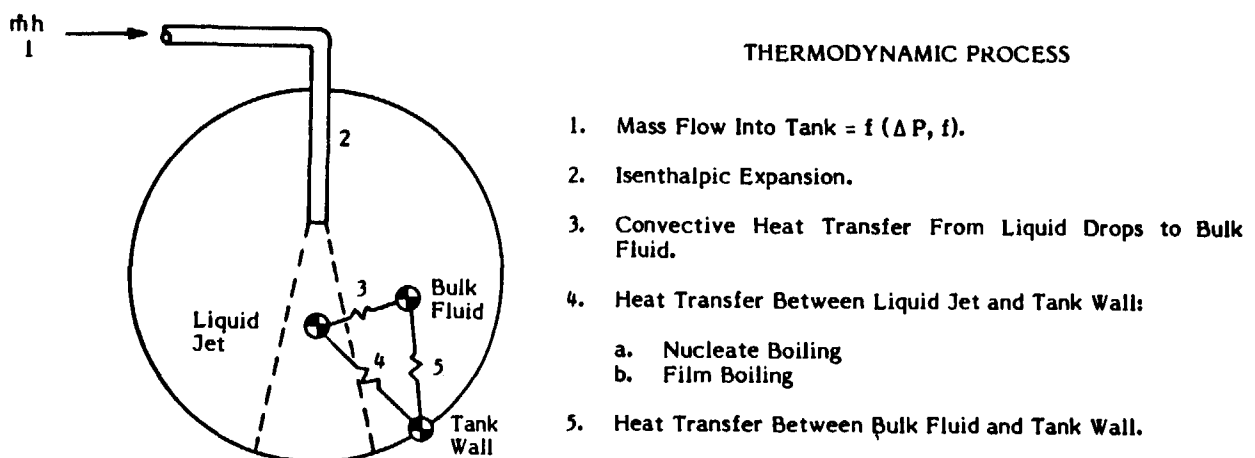 ṁh
1
2
3
Bulk
Fluid
Liquid
Jet
4
5
Tank
Wall
THERMODYNAMIC PROCESS
1. Mass Flow Into Tank = f (Δ P, f).
2. Isenthalpic Expansion.
3. Convective Heat Transfer From Liquid Drops to Bulk
Fluid.
4. Heat Transfer Between Liquid Jet and Tank Wall:
a. Nucleate Boiling
b. Film Boiling
5. Heat Transfer Between Bulk Fluid and Tank Wall.